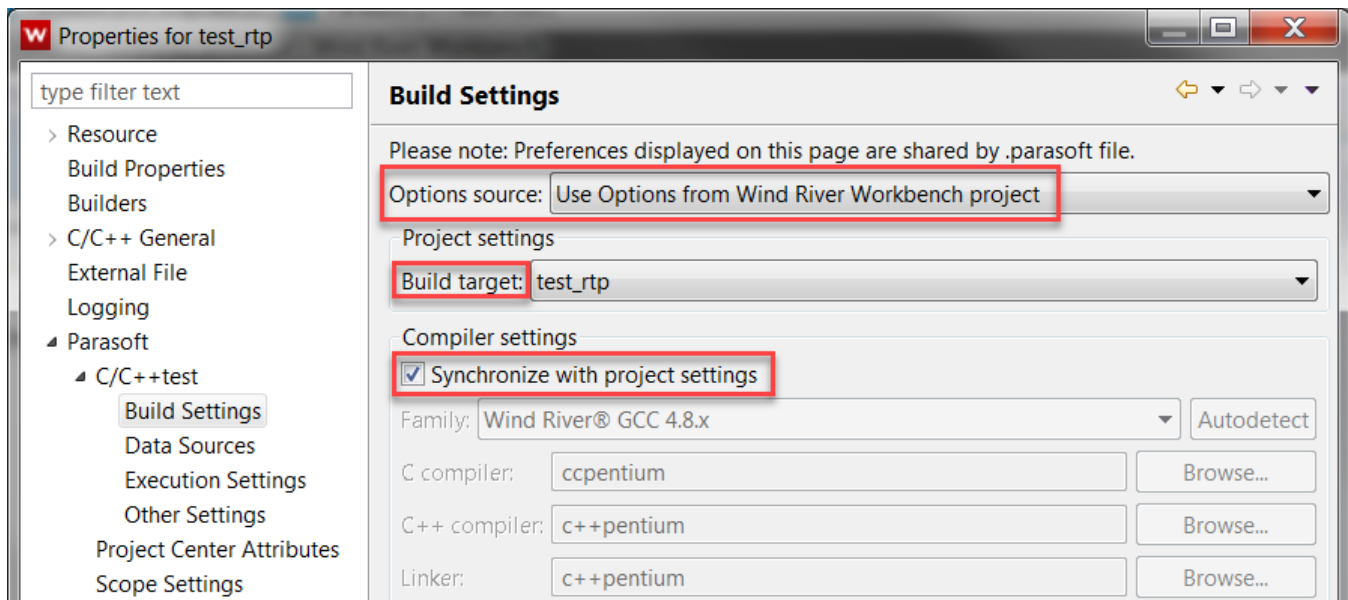 W Properties for test_rtp
X
type filter text
Resource
Build Properties
Builders
C/C++ General
External File
Logging
Parasoft
C/C++test
Build Settings
Data Sources
Execution Settings
Other Settings
Project Center Attributes
Scope Settings
Build Settings
Please note: Preferences displayed on this page are shared by .parasoft file.
Options source: Use Options from Wind River Workbench project
Project settings
Build target: test_rtp
Compiler settings
Synchronize with project settings
Family: Wind River® GCC 4.8.x Autodetect
C compiler: ccpentium Browse...
C++ compiler: c++pentium Browse...
Linker: c++pentium Browse...